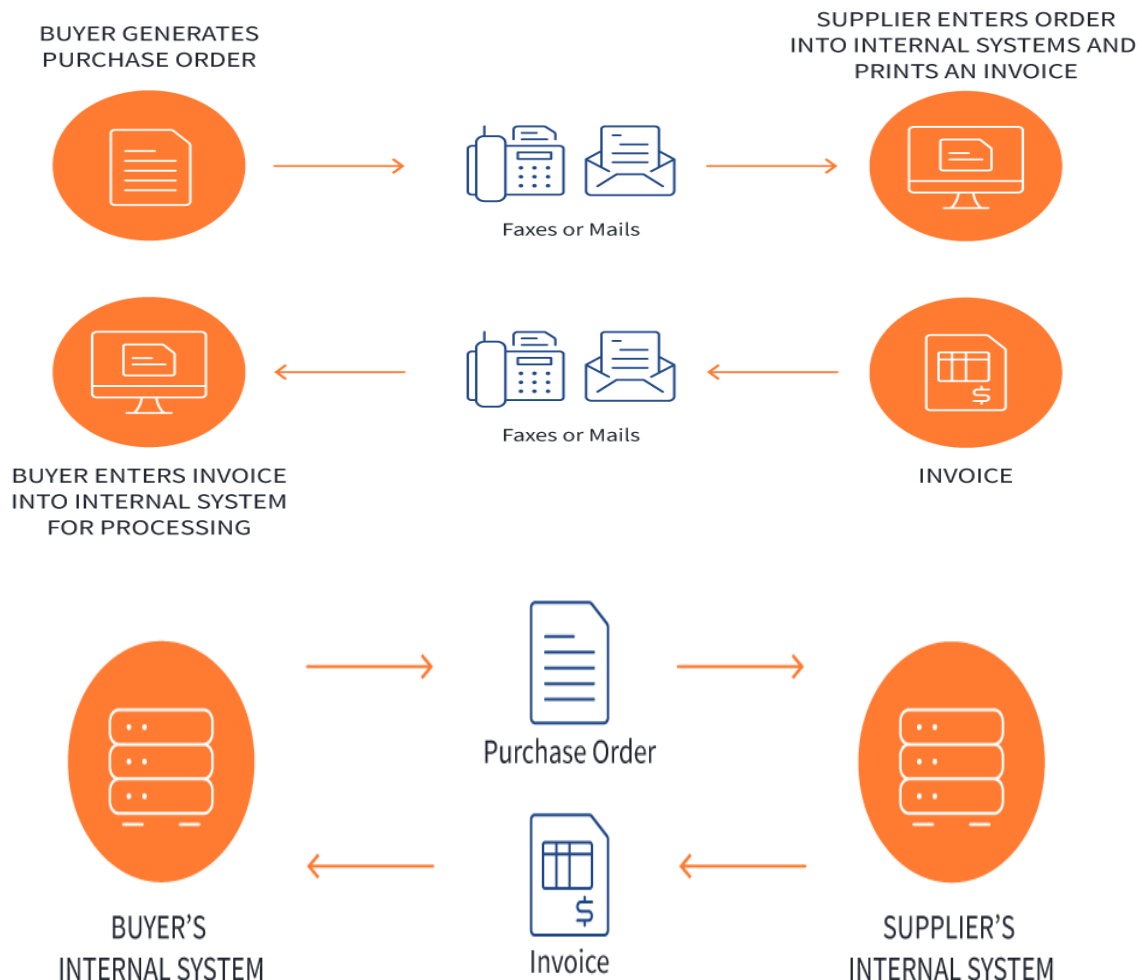 BUYER GENERATES
PURCHASE ORDER
SUPPLIER ENTERS ORDER
INTO INTERNAL SYSTEMS AND
PRINTS AN INVOICE
Faxes or Mails
Faxes or Mails
BUYER ENTERS INVOICE
INTO INTERNAL SYSTEM
FOR PROCESSING
INVOICE
Purchase Order
Invoice
BUYER’S
INTERNAL SYSTEM
SUPPLIER’S
INTERNAL SYSTEM